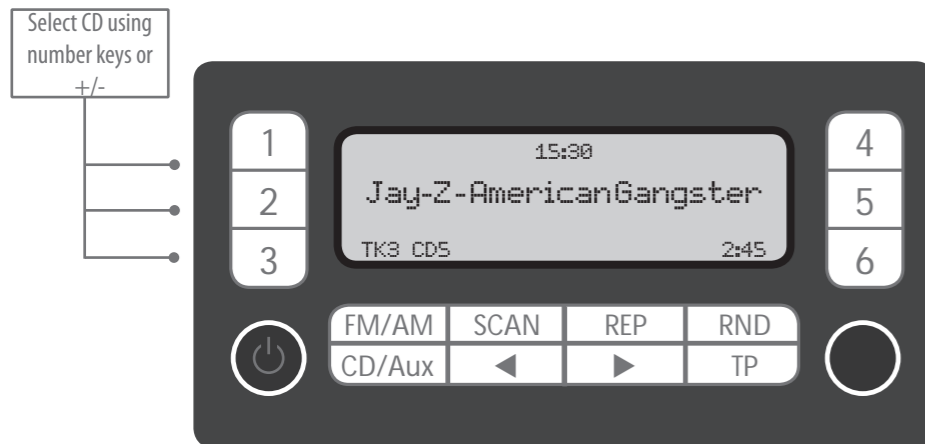 Select CD using
number keys or
+/-
1
2
3
15:30
Jay-Z-AmericanGangster
TK3 CD5
2:45
4
5
6
FM/AM SCAN REP RND
CD/Aux ◀ ▶ TP